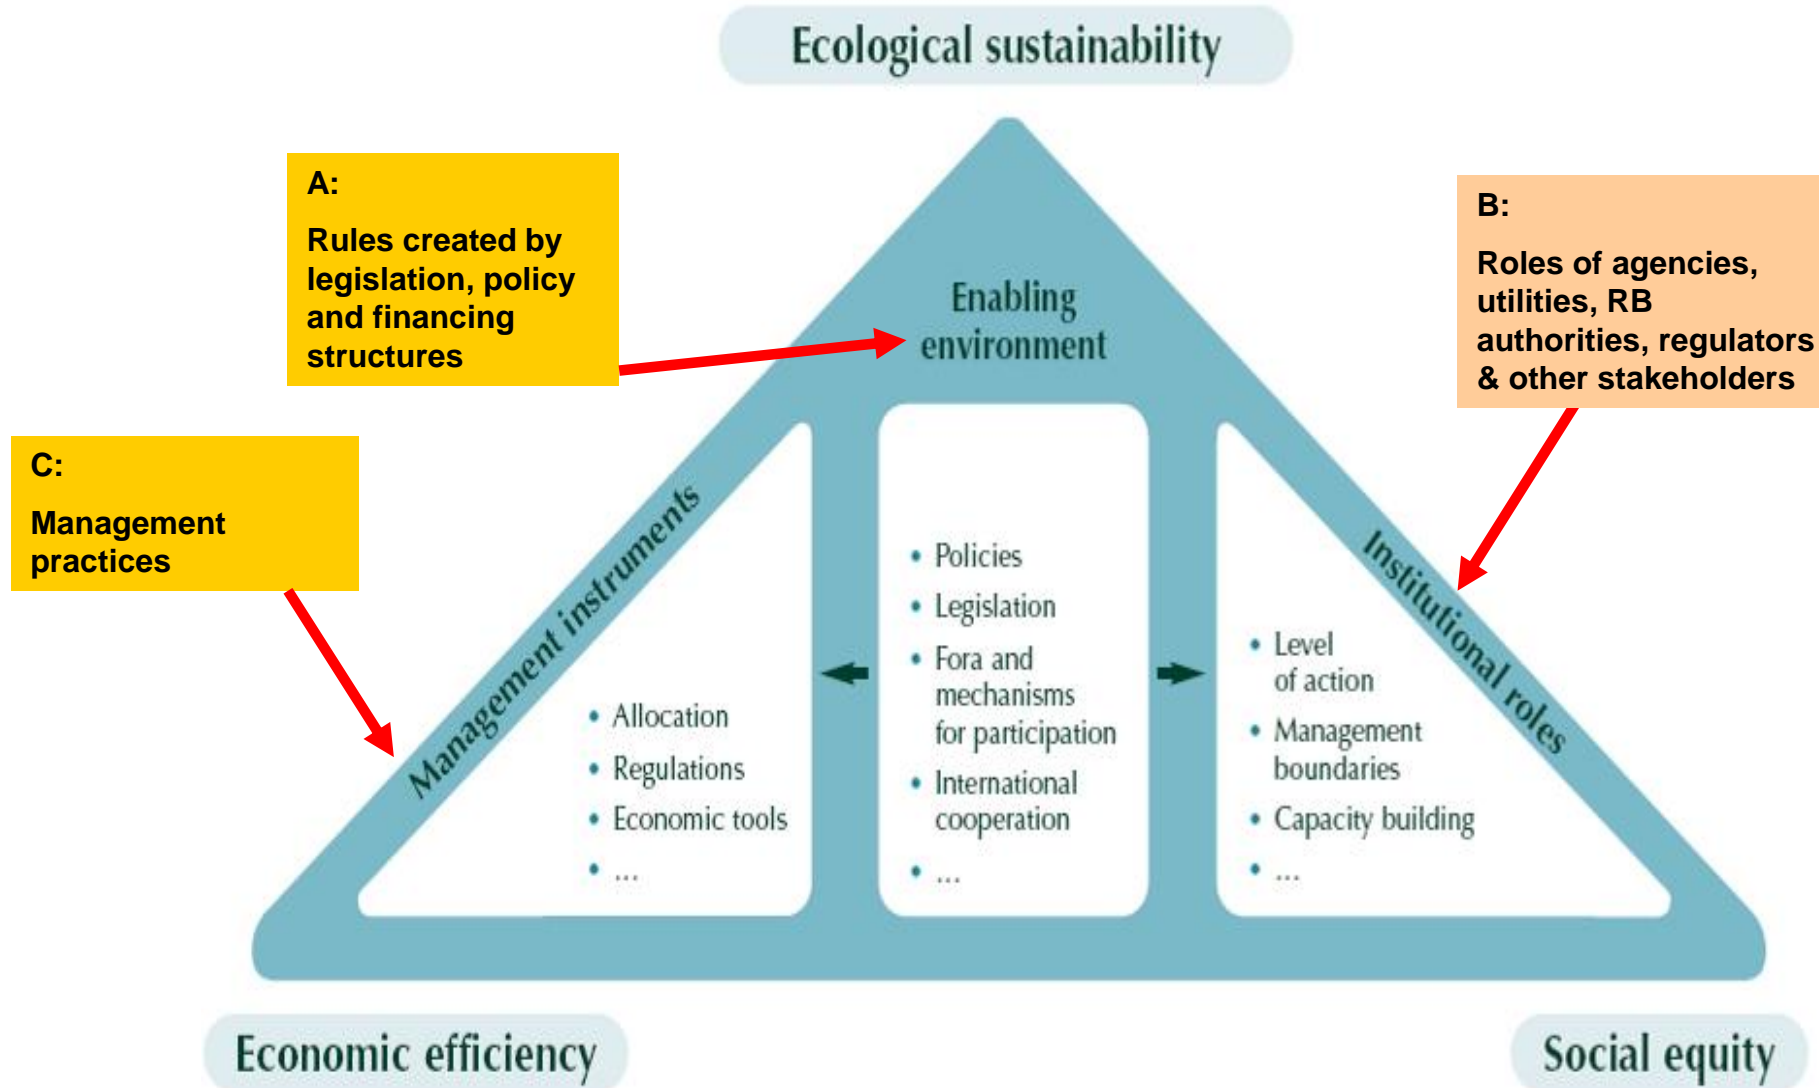 Ecological sustainability
A:
Rules created by
legislation, policy
and financing
structures
B:
Roles of agencies,
utilities, RB
authorities, regulators
& other stakeholders
Enabling
environment
C:
Management
practices
Management instruments
Institutional roles
• Allocation
• Regulations
• Economic tools
• ...
• Policies
• Legislation
• Fora and
mechanisms
for participation
• International
cooperation
• ...
• Level
of action
• Management
boundaries
• Capacity building
• ...
Economic efficiency
Social equity